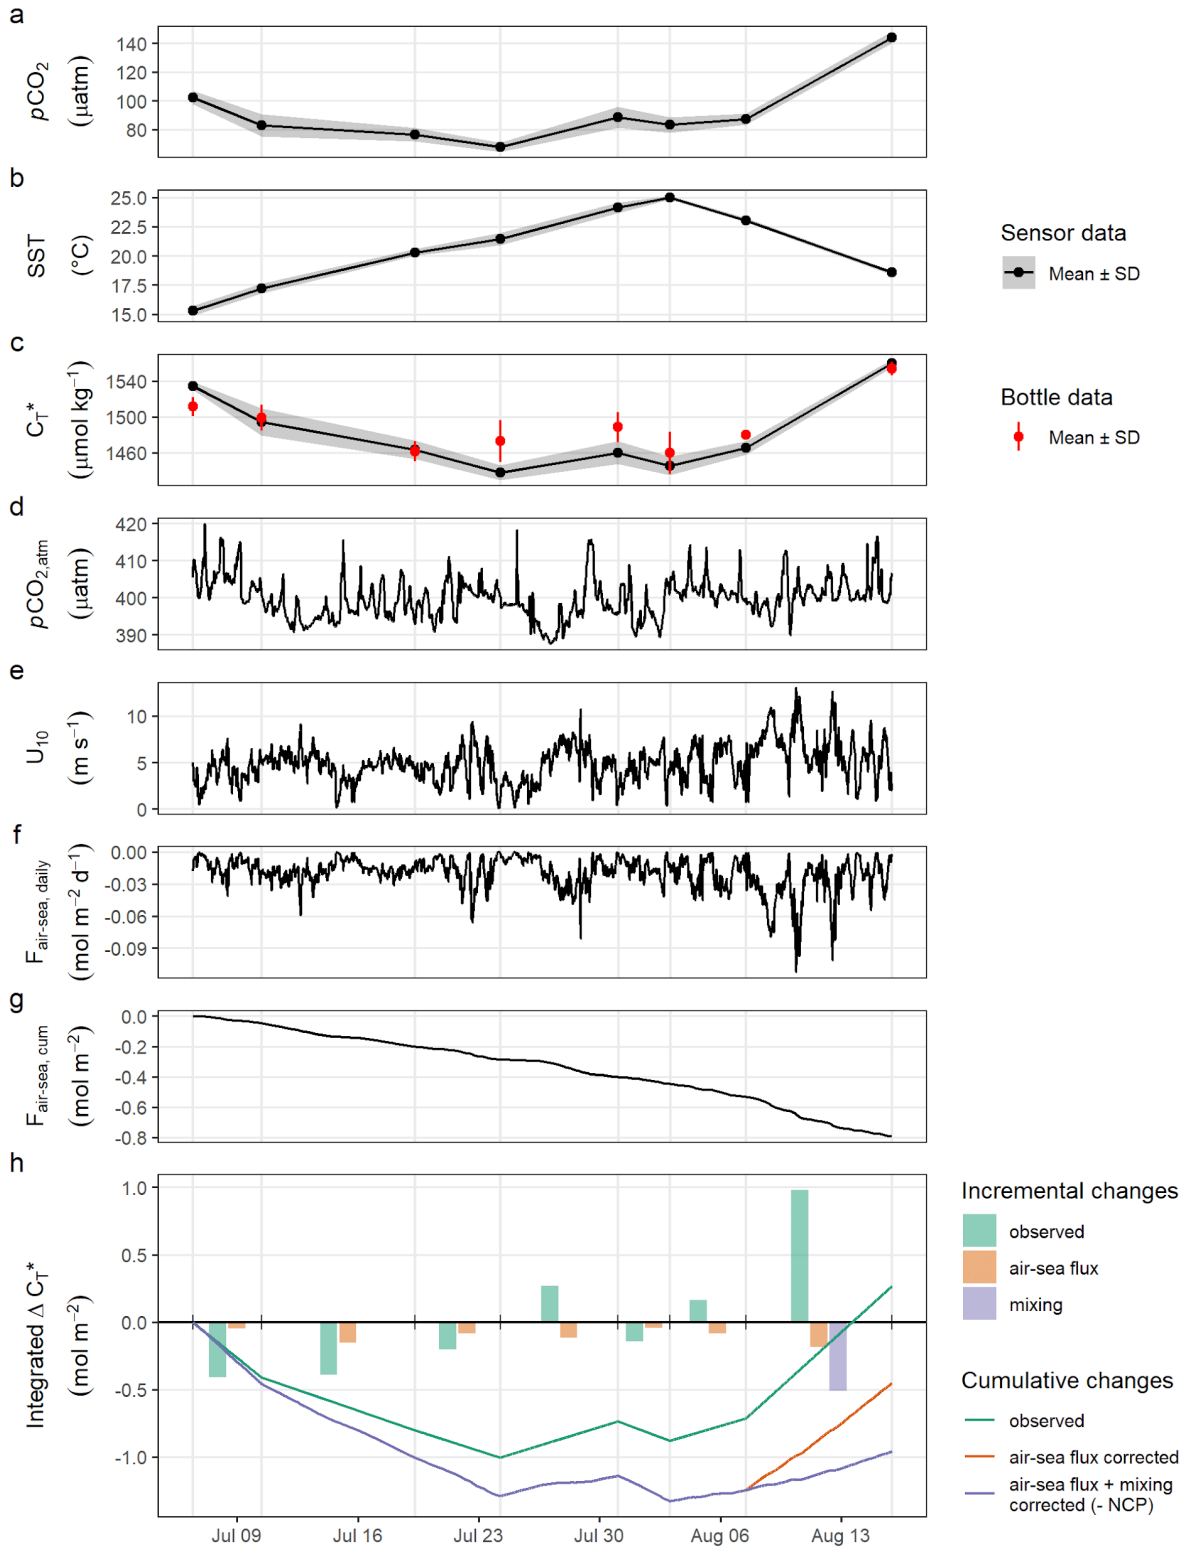 a
pCO₂
(µatm)
140
120
100
80
b
SST
(°C)
25.0
22.5
20.0
17.5
15.0
Sensor data
Mean ± SD
c
C_T*
(µmol kg⁻¹)
1540
1500
1460
Bottle data
Mean ± SD
d
pCO₂,atm
(µatm)
420
410
400
390
e
U₁₀
(m s⁻¹)
10
5
0
f
F air-sea, daily
(mol m⁻² d⁻¹)
0.00
-0.03
-0.06
-0.09
g
F air-sea, cum
(mol m⁻²)
0.0
-0.2
-0.4
-0.6
-0.8
h
Integrated Δ C_T*
(mol m⁻²)
1.0
0.5
0.0
-0.5
-1.0
Jul 09 Jul 16 Jul 23 Jul 30 Aug 06 Aug 13
Incremental changes
observed
air-sea flux
mixing
Cumulative changes
observed
air-sea flux corrected
air-sea flux + mixing
corrected (- NCP)